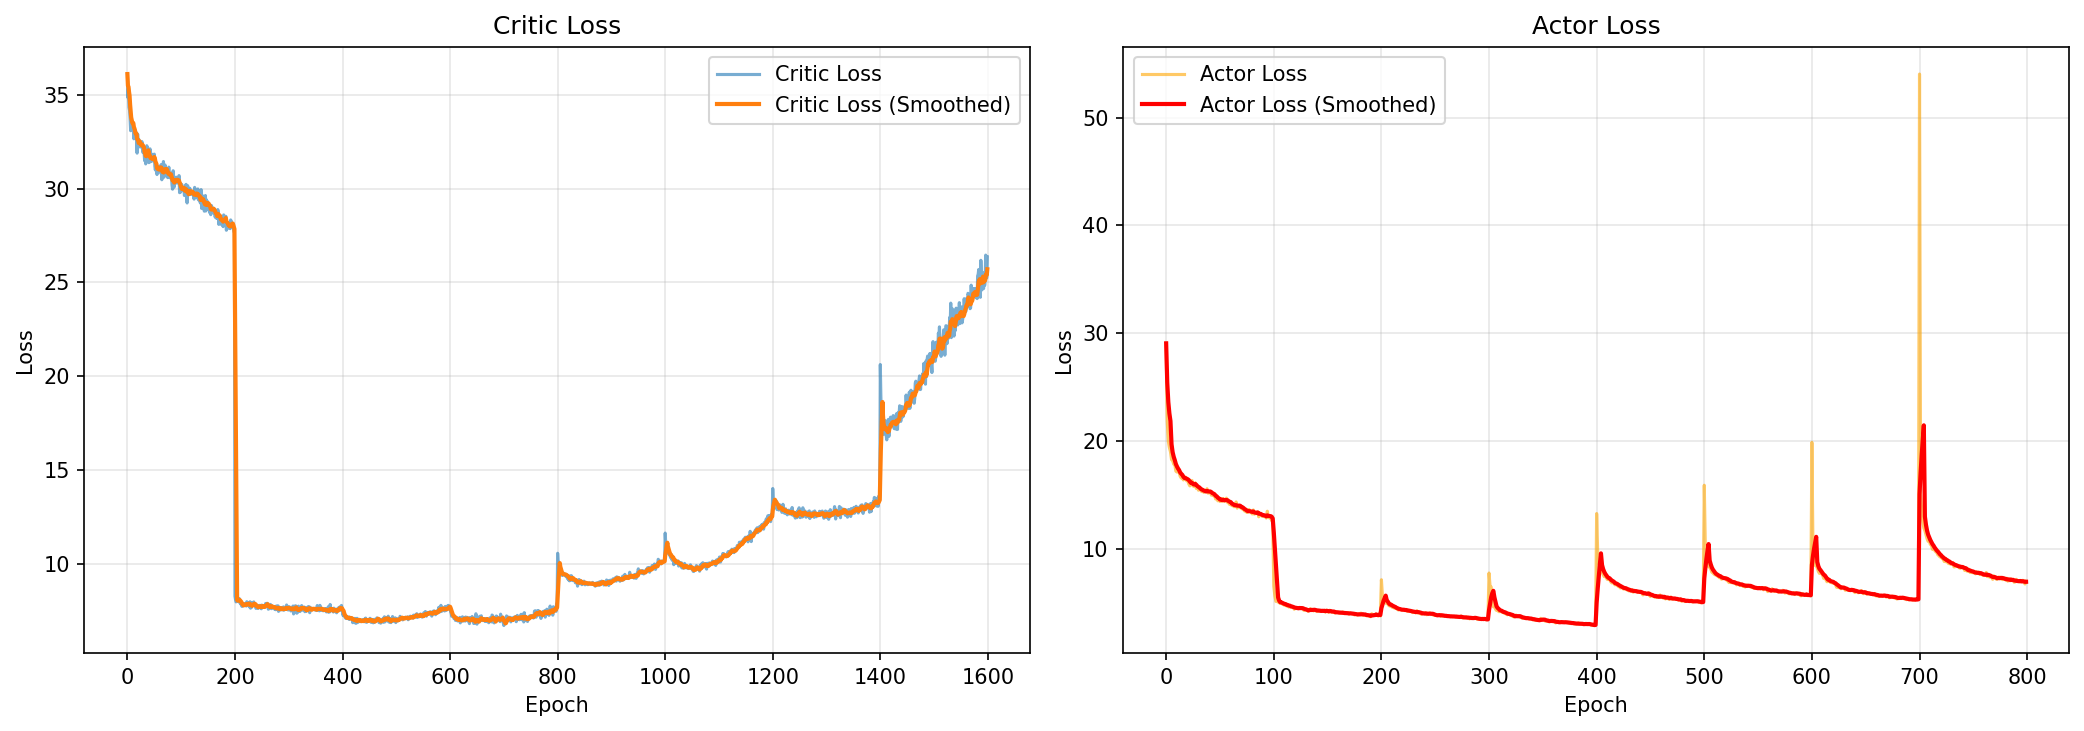 Critic Loss
Critic Loss
Critic Loss (Smoothed)
35
30
25
20
15
10
Loss
0 200 400 600 800 1000 1200 1400 1600
Epoch
Actor Loss
Actor Loss
Actor Loss (Smoothed)
50
40
30
20
10
Loss
0 100 200 300 400 500 600 700 800
Epoch